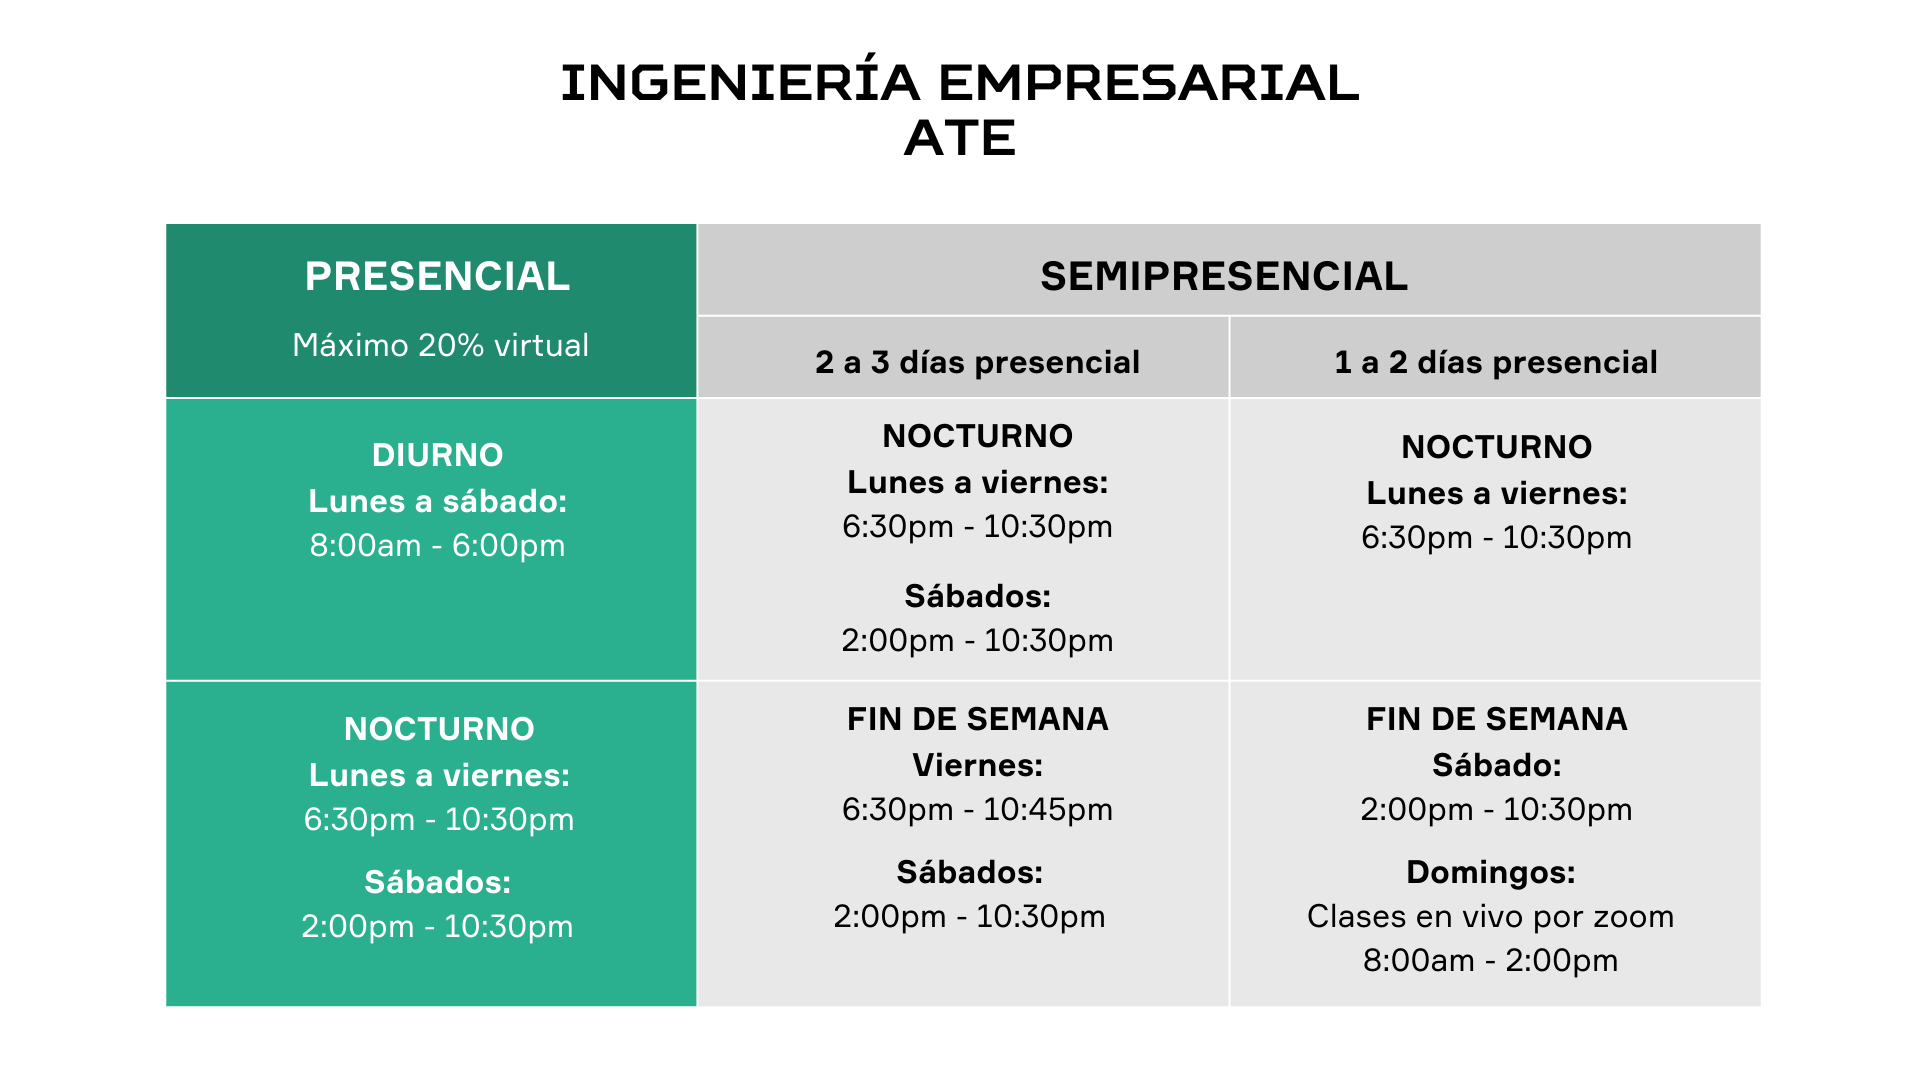 INGENIERÍA EMPRESARIAL
ATE
PRESENCIAL
Máximo 20% virtual
SEMIPRESENCIAL
2 a 3 días presencial
1 a 2 días presencial
DIURNO
Lunes a sábado:
8:00am - 6:00pm
NOCTURNO
Lunes a viernes:
6:30pm - 10:30pm
Sábados:
2:00pm - 10:30pm
NOCTURNO
Lunes a viernes:
6:30pm - 10:30pm
NOCTURNO
Lunes a viernes:
6:30pm - 10:30pm
Sábados:
2:00pm - 10:30pm
FIN DE SEMANA
Viernes:
6:30pm - 10:45pm
Sábados:
2:00pm - 10:30pm
FIN DE SEMANA
Sábado:
2:00pm - 10:30pm
Domingos:
Clases en vivo por zoom
8:00am - 2:00pm